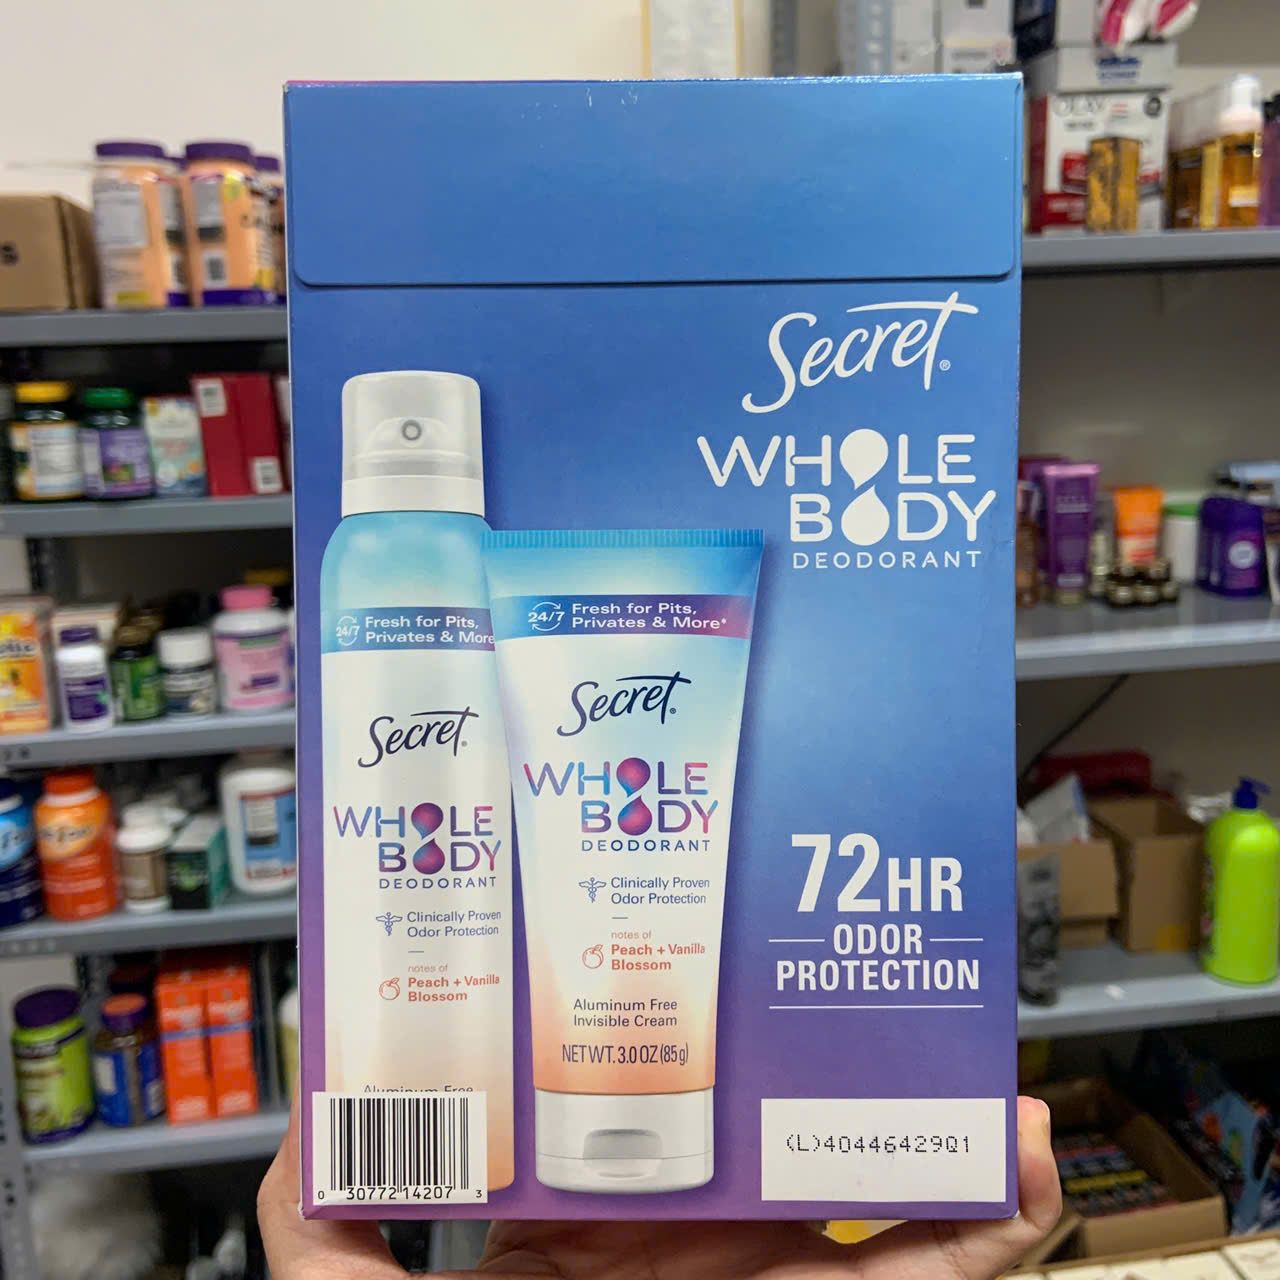 Secret®
WHOLE
BODY
DEODORANT
24/7
Fresh for Pits,
Privates & More
Secret®
WHOLE
BODY
DEODORANT
Clinically Proven
Odor Protection
notes of
Peach + Vanilla
Blossom
Aluminum Free
24/7
Fresh for Pits,
Privates & More*
Secret®
WHOLE
BODY
DEODORANT
Clinically Proven
Odor Protection
notes of
Peach + Vanilla
Blossom
Aluminum Free
Invisible Cream
NET WT. 3.0 OZ (85g)
72HR
ODOR
PROTECTION
0 30772 14207 3
(L)40446429Q1